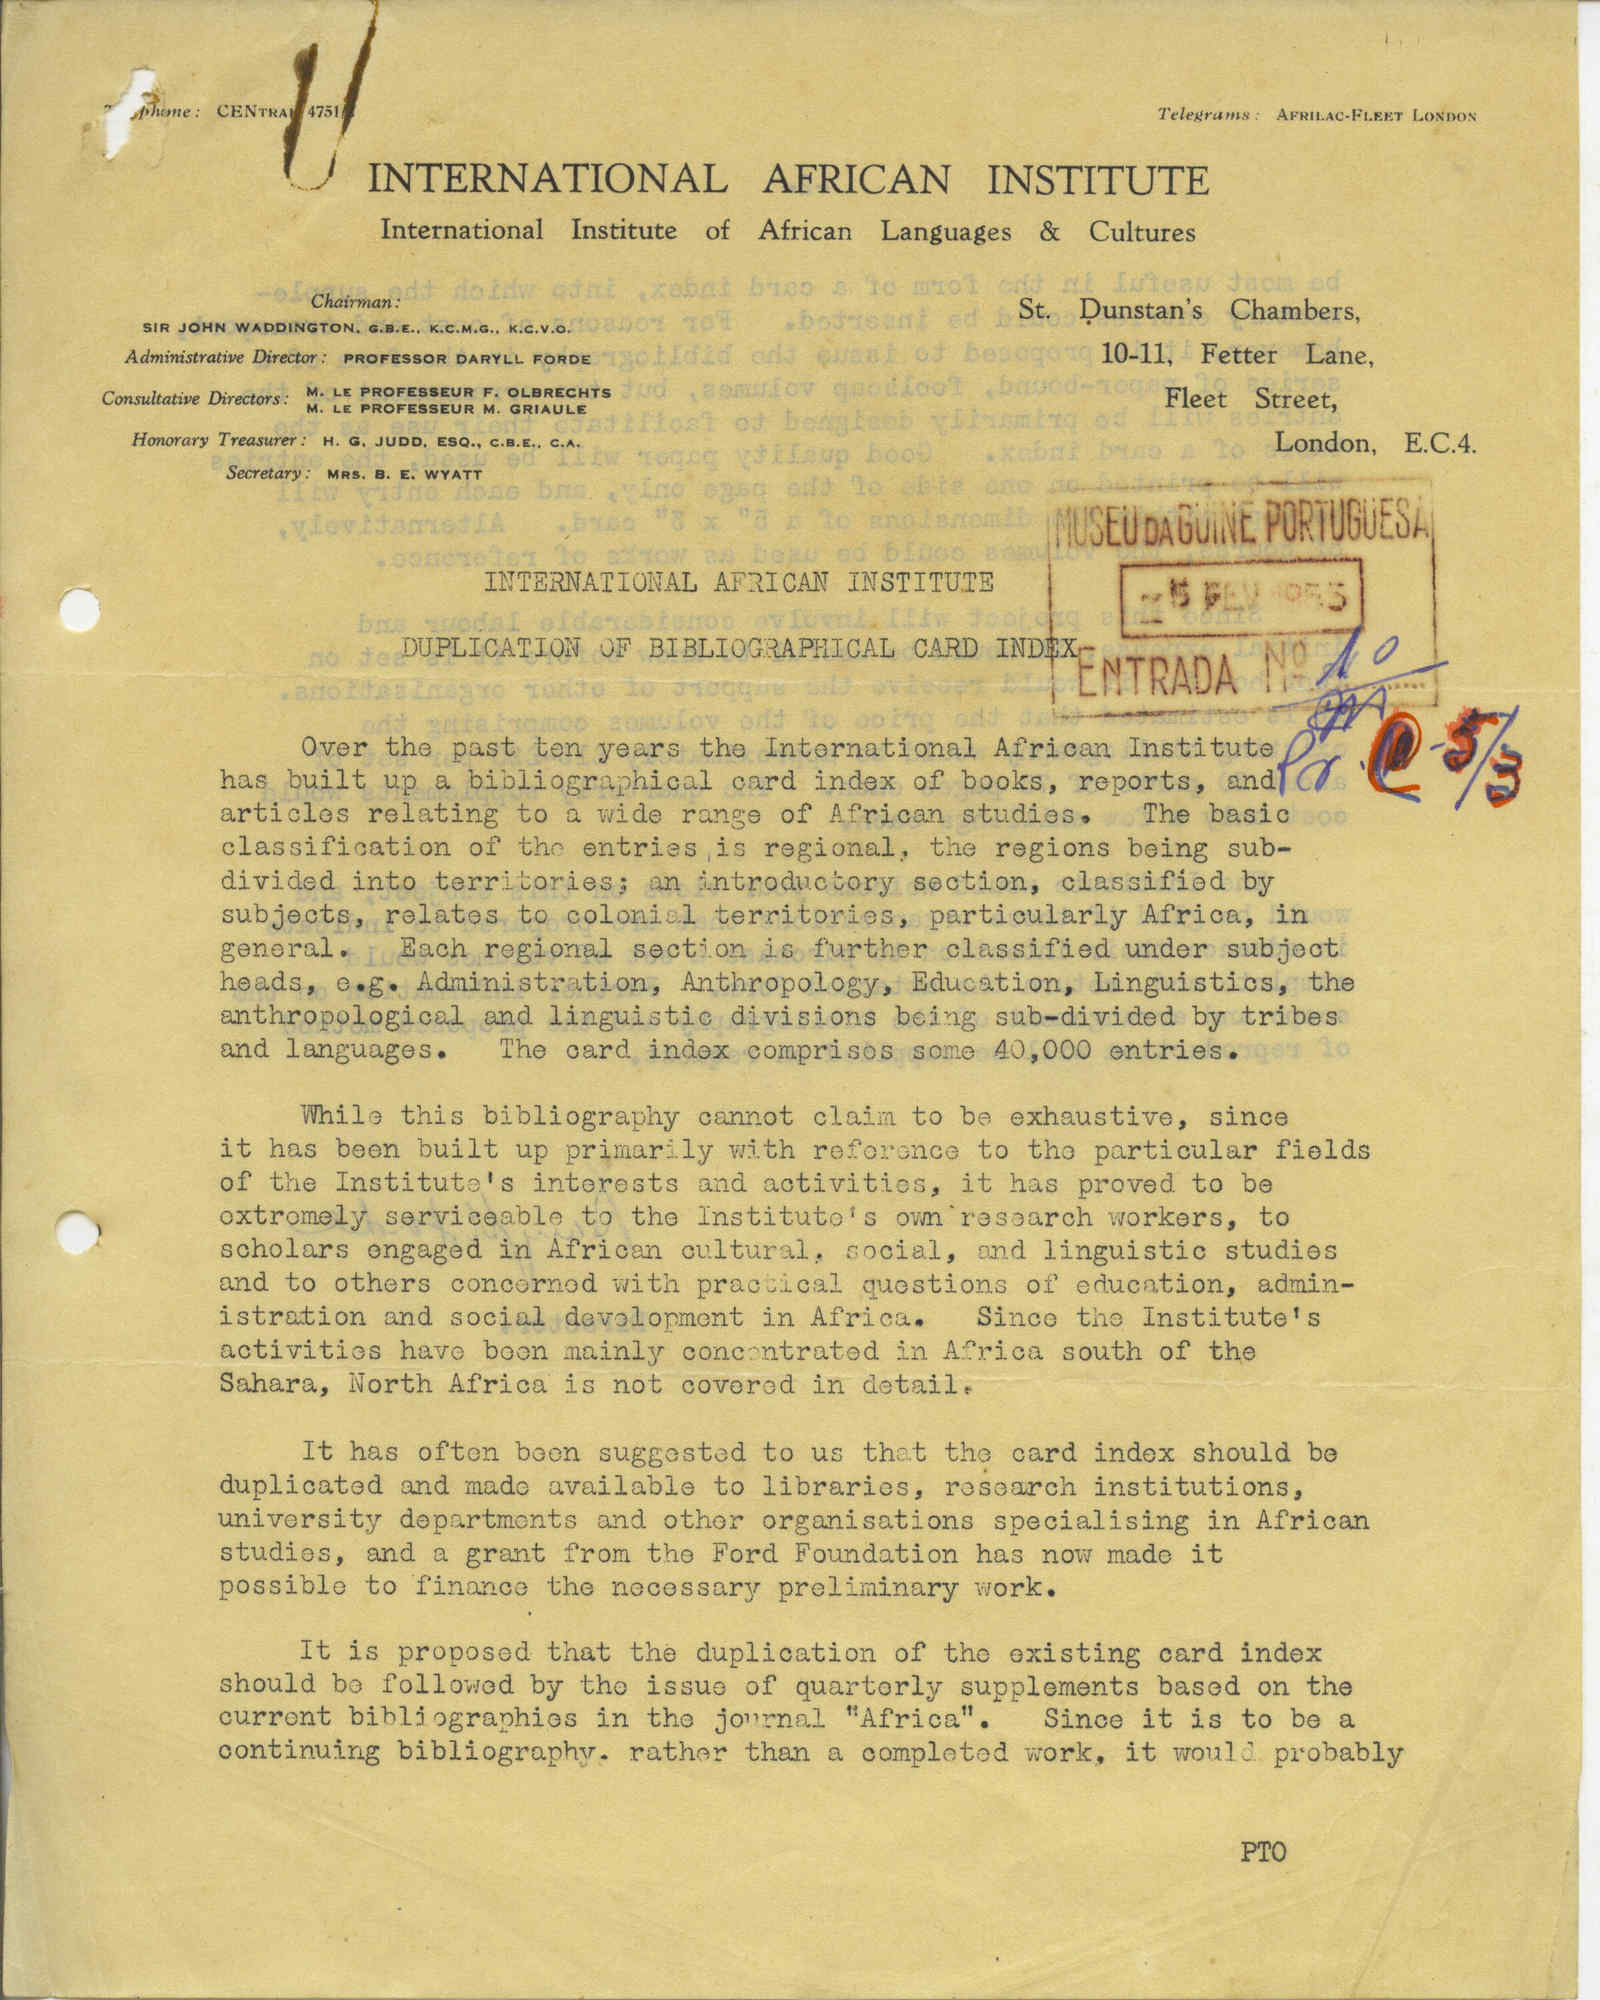 CENTRAL 4751
Telegrams: AFRILAC-FLEET LONDON
INTERNATIONAL AFRICAN INSTITUTE
International Institute of African Languages & Cultures
Chairman:
SIR JOHN WADDINGTON, G.B.E., K.C.M.G., K.C.V.O.
Administrative Director: PROFESSOR DARYLL FORDE
Consultative Directors: M. LE PROFESSEUR F. OLBRECHTS
M. LE PROFESSEUR M. GRIAULE
Honorary Treasurer: H. G. JUDD, ESQ., C.B.E., C.A.
Secretary: MRS. B. E. WYATT
St. Dunstan's Chambers,
10-11, Fetter Lane,
Fleet Street,
London, E.C.4.
MUSEU DA GUINÉ PORTUGUESA
ENTRADA Nº
INTERNATIONAL AFRICAN INSTITUTE
DUPLICATION OF BIBLIOGRAPHICAL CARD INDEX
Over the past ten years the International African Institute
has built up a bibliographical card index of books, reports, and
articles relating to a wide range of African studies. The basic
classification of the entries is regional, the regions being sub-
divided into territories; an introductory section, classified by
subjects, relates to colonial territories, particularly Africa, in
general. Each regional section is further classified under subject
heads, e.g. Administration, Anthropology, Education, Linguistics, the
anthropological and linguistic divisions being sub-divided by tribes
and languages. The card index comprises some 40,000 entries.
While this bibliography cannot claim to be exhaustive, since
it has been built up primarily with reference to the particular fields
of the Institute's interests and activities, it has proved to be
extremely serviceable to the Institute's own research workers, to
scholars engaged in African cultural, social, and linguistic studies
and to others concerned with practical questions of education, admin-
istration and social development in Africa. Since the Institute's
activities have been mainly concentrated in Africa south of the
Sahara, North Africa is not covered in detail.
It has often been suggested to us that the card index should be
duplicated and made available to libraries, research institutions,
university departments and other organisations specialising in African
studies, and a grant from the Ford Foundation has now made it
possible to finance the necessary preliminary work.
It is proposed that the duplication of the existing card index
should be followed by the issue of quarterly supplements based on the
current bibliographies in the journal "Africa". Since it is to be a
continuing bibliography, rather than a completed work, it would probably
PTO